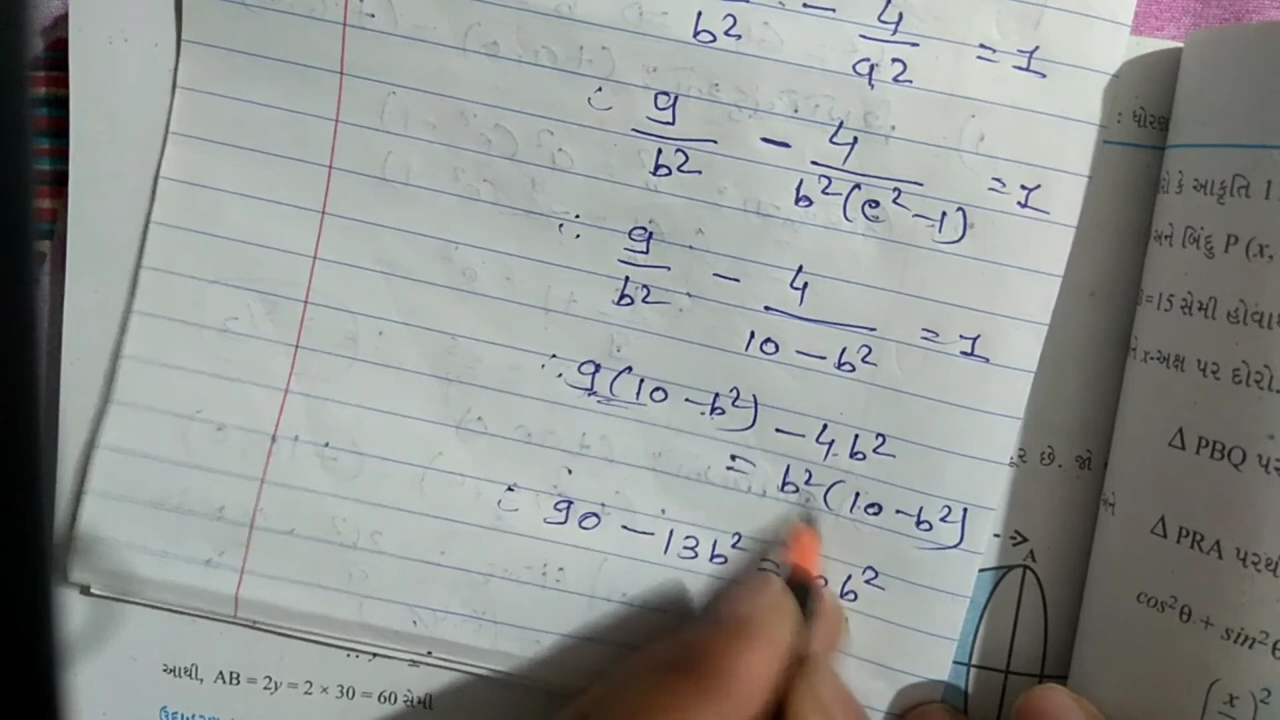 b² - 4/a² = 1
∴ 9/b² - 4/b²(e²-1) = 1
∴ 9/b² - 4/10-b² = 1
∴ 9(10-b²) - 4b²
= b²(10-b²)
∴ 90 - 13b² = b²
આથી, AB = 2y = 2 × 30 = 60 સેમી
કે આકૃતિ 1
અને બિંદુ P (x,
=15 સેમી
x-અક્ષ પર દોરો.
Δ PBQ
છે. જો
Δ PRA પરથ
A
cos²θ + sin²θ
(x)²